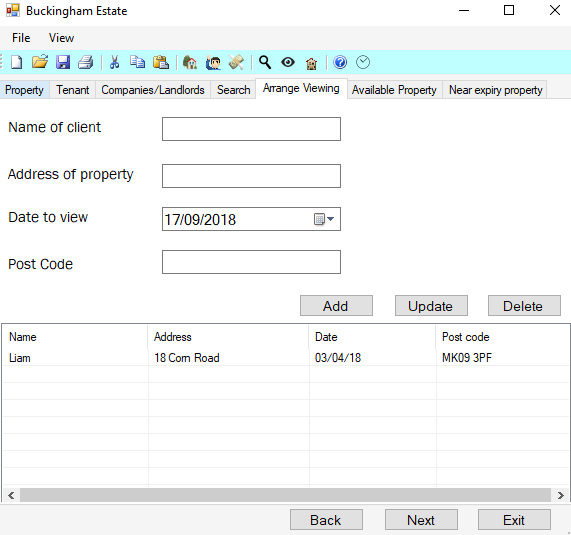 Buckingham Estate
File View
Property Tenant Companies/Landlords Search Arrange Viewing Available Property Near expiry property
Name of client
Address of property
Date to view 17/09/2018
Post Code
Add Update Delete
Name Address Date Post code
Liam 18 Corn Road 03/04/18 MK09 3PF
Back Next Exit